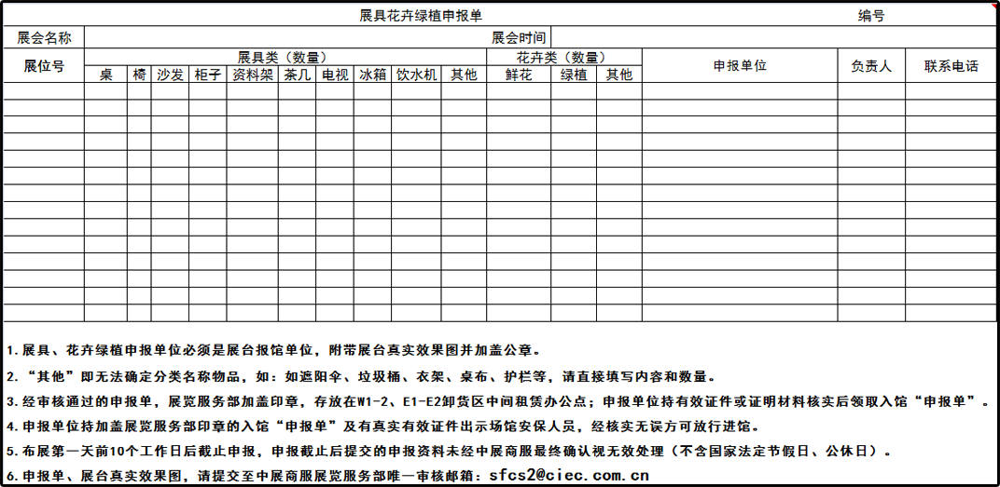 展具花卉绿植申报单 编号
展会名称 展会时间
展位号 展具类（数量） 花卉类（数量） 申报单位 负责人 联系电话
桌 椅 沙发 柜子 资料架 茶几 电视 冰箱 饮水机 其他 鲜花 绿植 其他
1.展具、花卉绿植申报单位必须是展台报馆单位，附带展台真实效果图并加盖公章。
2.“其他”即无法确定分类名称物品，如：如遮阳伞、垃圾桶、衣架、桌布、护栏等，请直接填写内容和数量。
3.经审核通过的申报单，展览服务部加盖印章，存放在W1-2、E1-E2卸货区中间租赁办公点；申报单位持有效证件或证明材料核实后领取入馆“申报单”。
4.申报单位持加盖展览服务部印章的入馆“申报单”及有真实有效证件出示场馆安保人员，经核实无误方可放行进馆。
5.布展第一天前10个工作日后截止申报，申报截止后提交的申报资料未经中展商服最终确认视无效处理（不含国家法定节假日、公休日）。
6.申报单、展台真实效果图，请提交至中展商服展览服务部唯一审核邮箱：sfcs2@ciec.com.cn